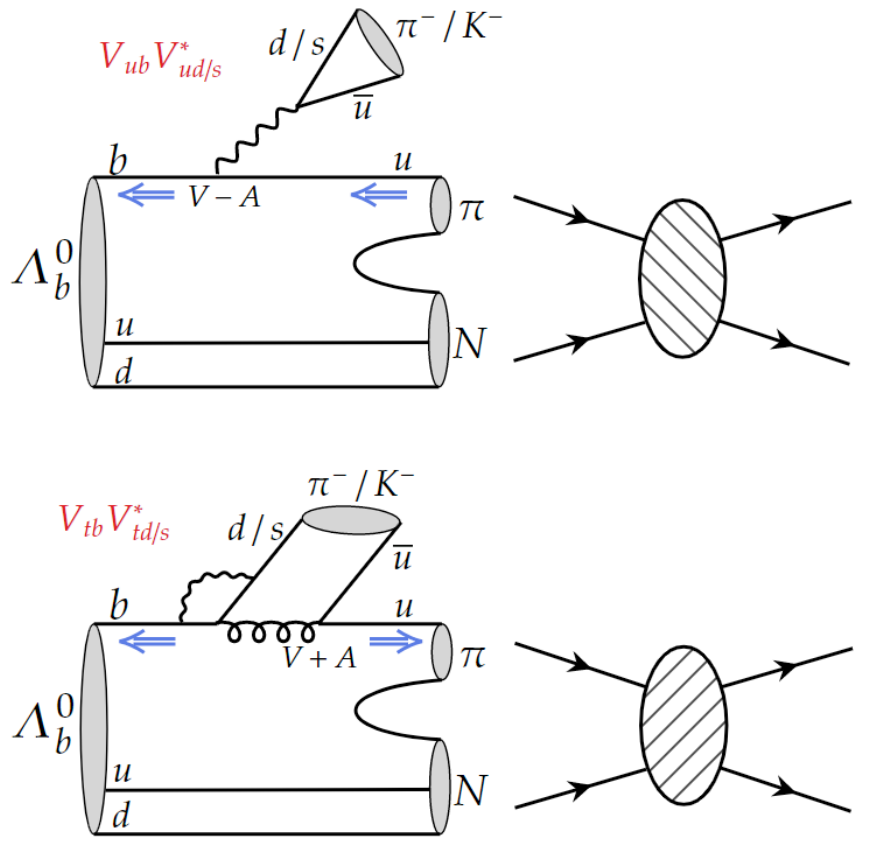 π⁻/K⁻
d/s
V_{ub}V^*_{ud/s}
u̅
b
u
V−A
π
Λ_b^0
u
N
d
π⁻/K⁻
V_{tb}V^*_{td/s}
d/s
u̅
b
u
V+A
π
Λ_b^0
u
N
d